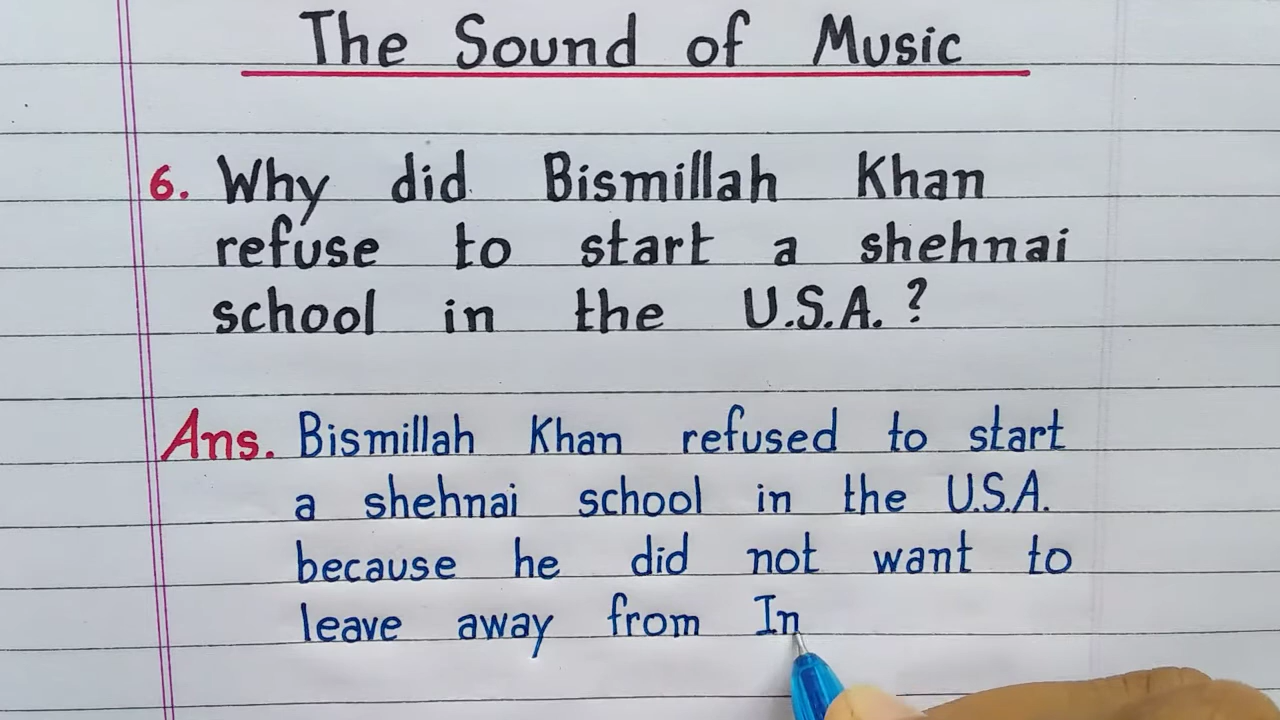 The Sound of Music
6. Why did Bismillah Khan
refuse to start a shehnai
school in the U.S.A. ?
Ans. Bismillah Khan refused to start
a shehnai school in the U.S.A.
because he did not want to
leave away from In